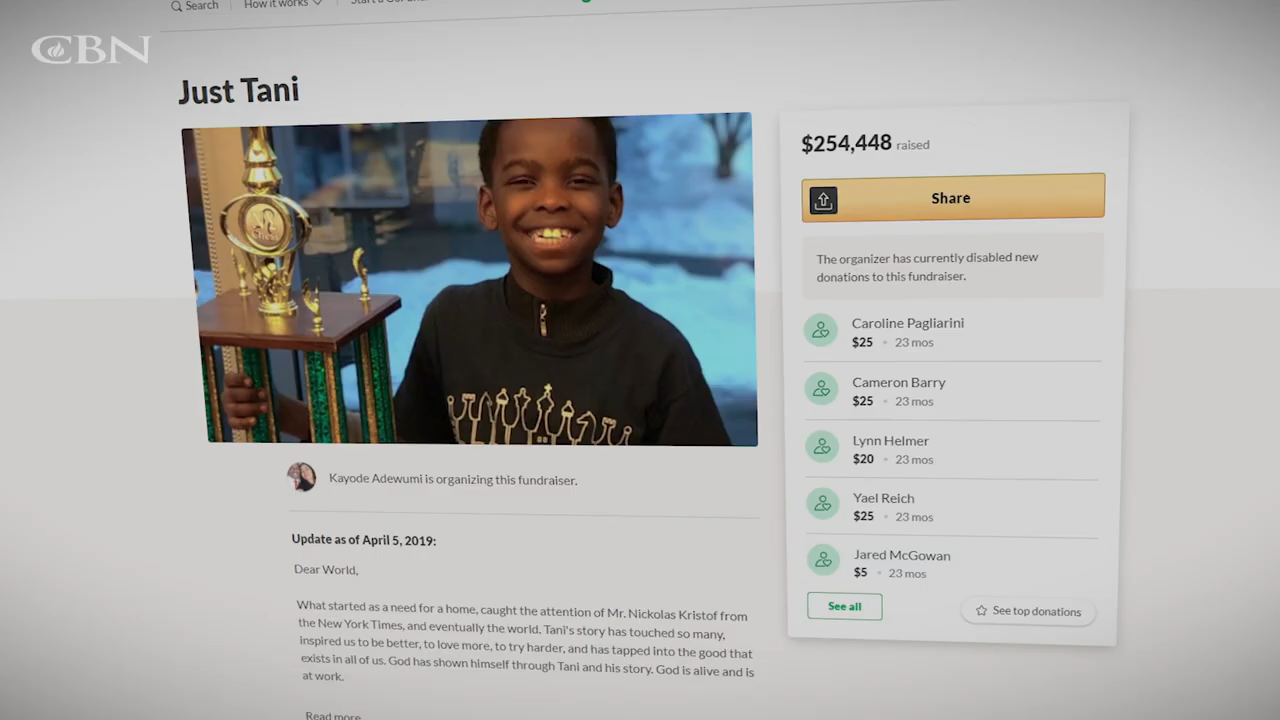 Search
How it works
CBN
Just Tani
$254,448 raised
Share
The organizer has currently disabled new
donations to this fundraiser.
Caroline Pagliarini
$25 • 23 mos
Cameron Barry
$25 • 23 mos
Lynn Helmer
$20 • 23 mos
Yael Reich
$25 • 23 mos
Jared McGowan
$5 • 23 mos
See all
See top donations
Kayode Adewumi is organizing this fundraiser.
Update as of April 5, 2019:
Dear World,
What started as a need for a home, caught the attention of Mr. Nickolas Kristof from
the New York Times, and eventually the world. Tani's story has touched so many,
inspired us to be better, to love more, to try harder, and has tapped into the good that
exists in all of us. God has shown himself through Tani and his story. God is alive and is
at work.
Read more